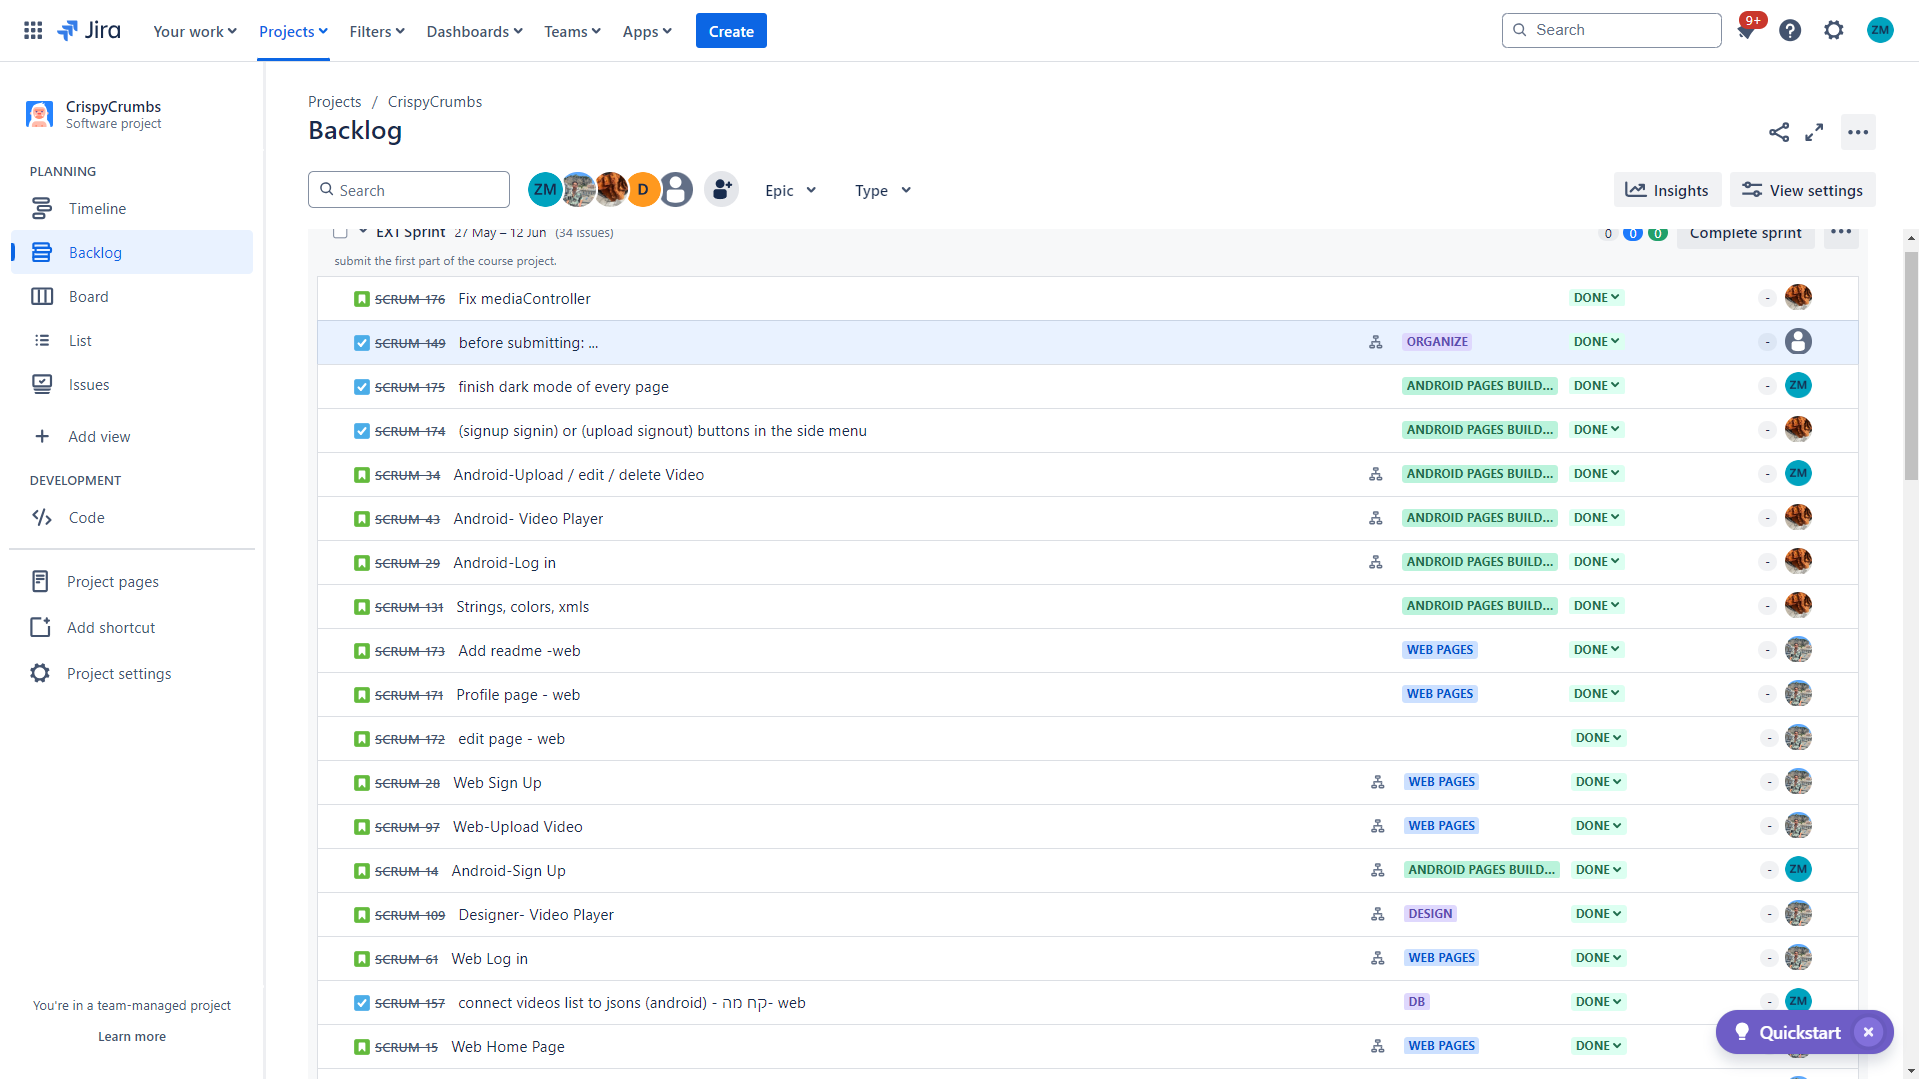 Jira
Your work
Projects
Filters
Dashboards
Teams
Apps
Create
Search
9+
ZM
CrispyCrumbs
Software project
PLANNING
Timeline
Backlog
Board
List
Issues
Add view
DEVELOPMENT
Code
Project pages
Add shortcut
Project settings
You're in a team-managed project
Learn more
Projects / CrispyCrumbs
Backlog
Search
ZM
D
Epic
Type
Insights
View settings
EX1 Sprint 27 May – 12 Jun (34 issues) 0 0 0 Complete sprint
submit the first part of the course project.
SCRUM-176 Fix mediaController DONE -
SCRUM-149 before submitting: ... ORGANIZE DONE -
SCRUM-175 finish dark mode of every page ANDROID PAGES BUILD... DONE - ZM
SCRUM-174 (signup signin) or (upload signout) buttons in the side menu ANDROID PAGES BUILD... DONE -
SCRUM-34 Android-Upload / edit / delete Video ANDROID PAGES BUILD... DONE - ZM
SCRUM-43 Android- Video Player ANDROID PAGES BUILD... DONE -
SCRUM-29 Android-Log in ANDROID PAGES BUILD... DONE -
SCRUM-131 Strings, colors, xmls ANDROID PAGES BUILD... DONE -
SCRUM-173 Add readme -web WEB PAGES DONE -
SCRUM-171 Profile page - web WEB PAGES DONE -
SCRUM-172 edit page - web DONE -
SCRUM-28 Web Sign Up WEB PAGES DONE -
SCRUM-97 Web-Upload Video WEB PAGES DONE -
SCRUM-14 Android-Sign Up ANDROID PAGES BUILD... DONE - ZM
SCRUM-109 Designer- Video Player DESIGN DONE -
SCRUM-61 Web Log in WEB PAGES DONE -
SCRUM-157 connect videos list to jsons (android) - קח מה- web DB DONE - ZM
SCRUM-15 Web Home Page WEB PAGES DONE
Quickstart